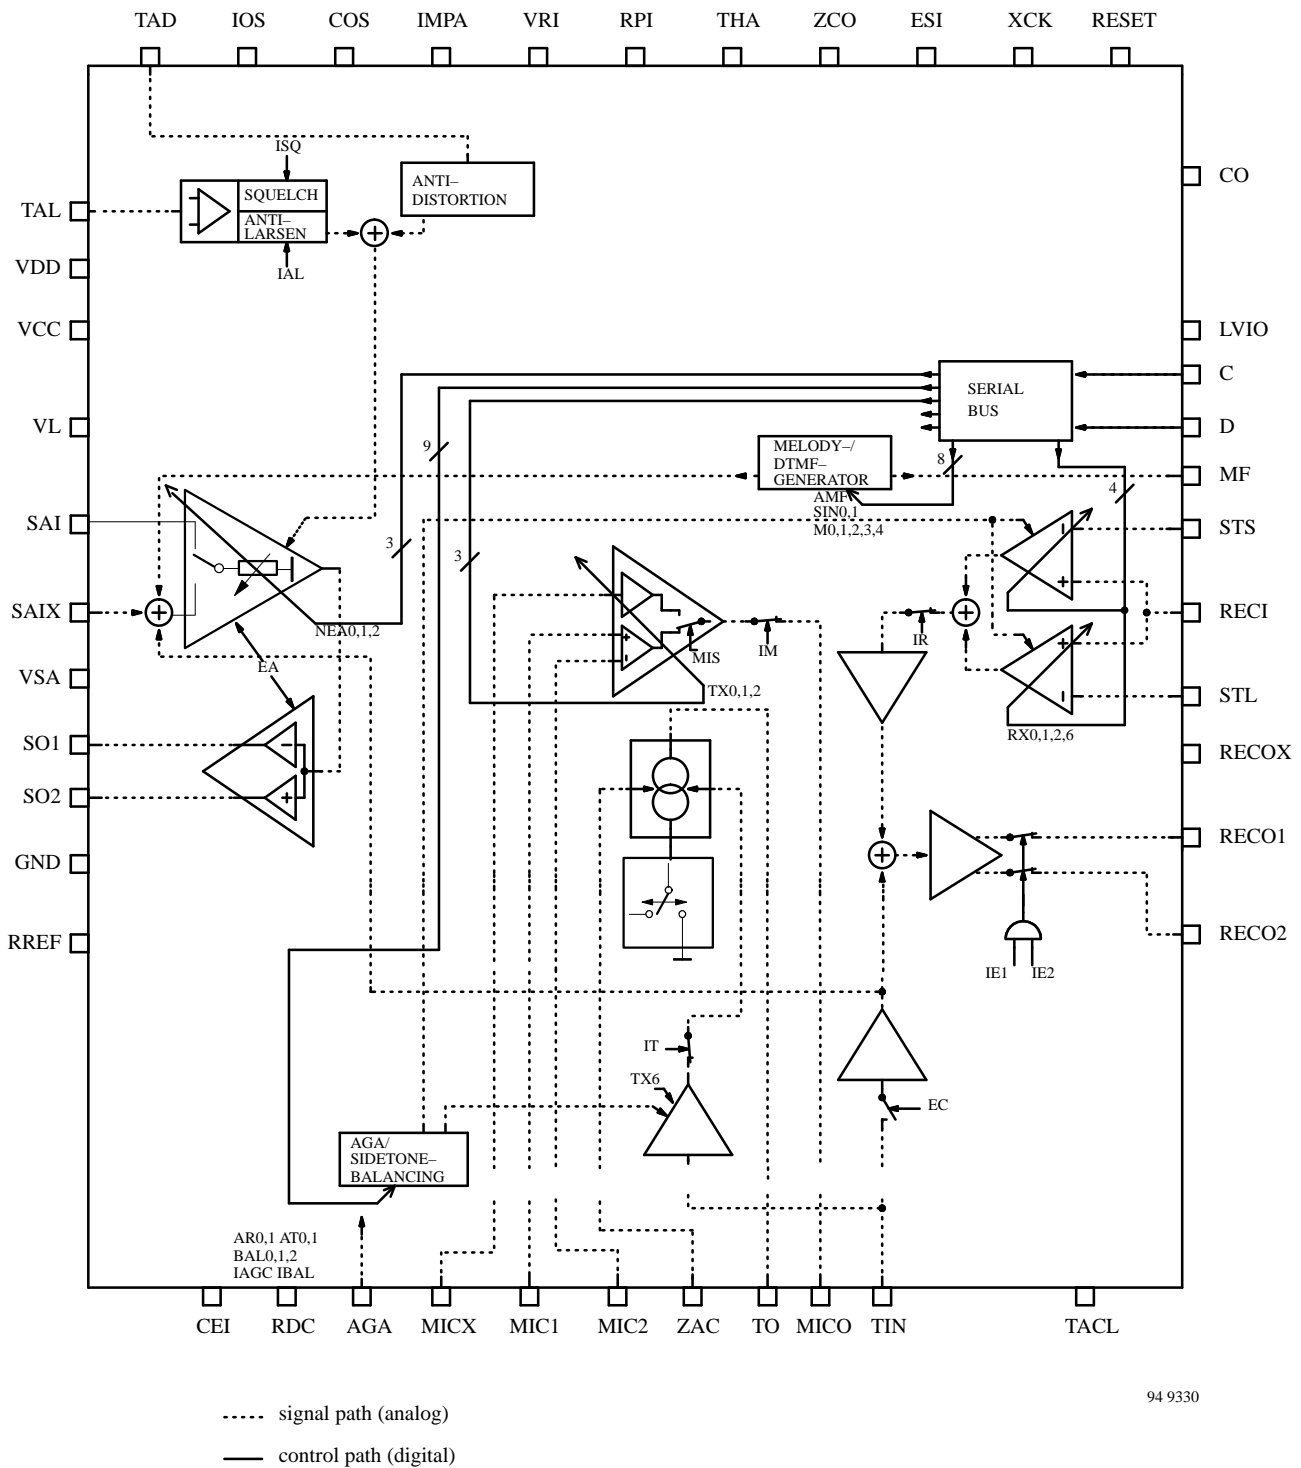 TAD IOS COS IMPA VRI RPI THA ZCO ESI XCK RESET
ISQ
SQUELCH
ANTI–
LARSEN
IAL
ANTI–
DISTORTION
TAL
VDD
VCC
VL
SAI
SAIX
VSA
SO1
SO2
GND
RREF
CO
LVIO
C
D
MF
STS
RECI
STL
RECOX
RECO1
RECO2
SERIAL
BUS
9
8
4
3
3
MELODY–/
DTMF–
GENERATOR
AMF
SIN0,1
M0,1,2,3,4
NEA0,1,2
EA
+
–
+
+
–
MIS
IM
TX0,1,2
IR
+
–
+
+
–
RX0,1,2,6
+
IE1 IE2
IT
TX6
EC
AGA/
SIDETONE–
BALANCING
AR0,1 AT0,1
BAL0,1,2
IAGC IBAL
CEI RDC AGA MICX MIC1 MIC2 ZAC TO MICO TIN TACL
94 9330
signal path (analog)
control path (digital)